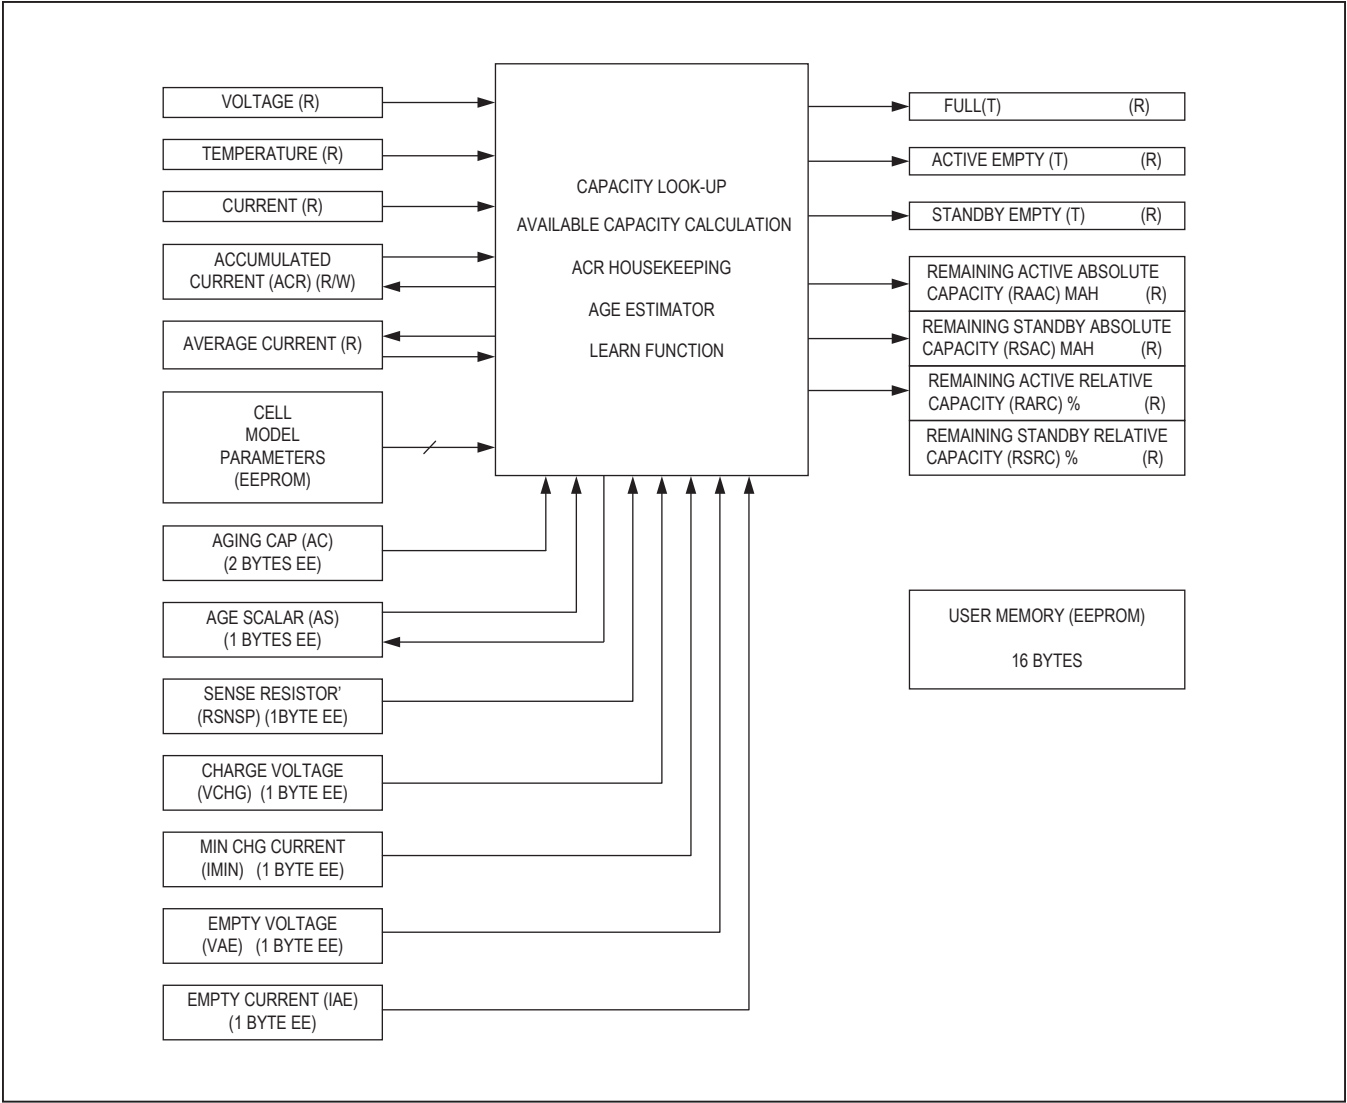 VOLTAGE (R)
TEMPERATURE (R)
CURRENT (R)
ACCUMULATED
CURRENT (ACR) (R/W)
AVERAGE CURRENT (R)
CELL
MODEL
PARAMETERS
(EEPROM)
AGING CAP (AC)
(2 BYTES EE)
AGE SCALAR (AS)
(1 BYTES EE)
SENSE RESISTOR’
(RSNSP) (1BYTE EE)
CHARGE VOLTAGE
(VCHG) (1 BYTE EE)
MIN CHG CURRENT
(IMIN) (1 BYTE EE)
EMPTY VOLTAGE
(VAE) (1 BYTE EE)
EMPTY CURRENT (IAE)
(1 BYTE EE)
CAPACITY LOOK-UP
AVAILABLE CAPACITY CALCULATION
ACR HOUSEKEEPING
AGE ESTIMATOR
LEARN FUNCTION
FULL(T) (R)
ACTIVE EMPTY (T) (R)
STANDBY EMPTY (T) (R)
REMAINING ACTIVE ABSOLUTE
CAPACITY (RAAC) MAH (R)
REMAINING STANDBY ABSOLUTE
CAPACITY (RSAC) MAH (R)
REMAINING ACTIVE RELATIVE
CAPACITY (RARC) % (R)
REMAINING STANDBY RELATIVE
CAPACITY (RSRC) % (R)
USER MEMORY (EEPROM)
16 BYTES